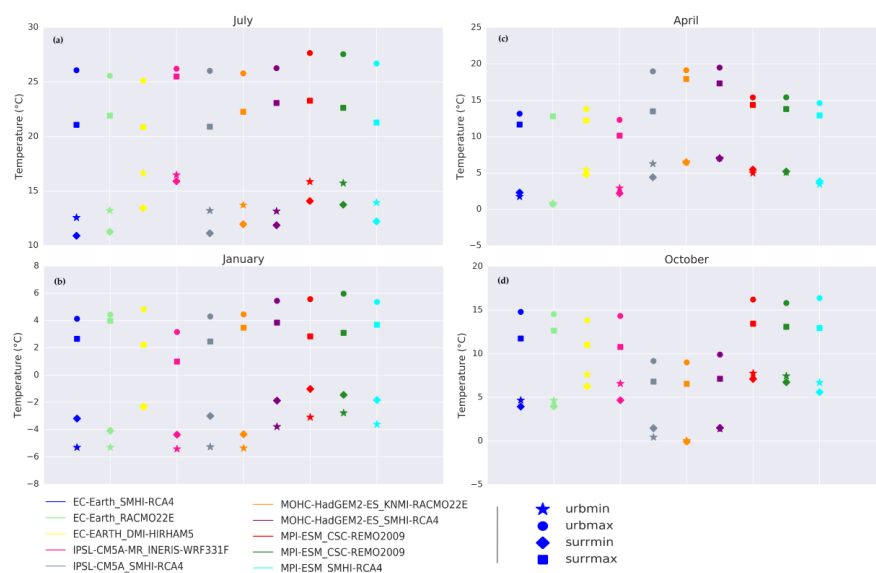 July
30
25
20
15
10
Temperature (°C)
(a)
April
25
20
15
10
5
0
−5
Temperature (°C)
(c)
January
8
6
4
2
0
−2
−4
−6
−8
Temperature (°C)
(b)
October
20
15
10
5
0
−5
Temperature (°C)
(d)
EC-Earth_SMHI-RCA4
EC-Earth_RACMO22E
EC-EARTH_DMI-HIRHAM5
IPSL-CM5A-MR_INERIS-WRF331F
IPSL-CM5A_SMHI-RCA4
MOHC-HadGEM2-ES_KNMI-RACMO22E
MOHC-HadGEM2-ES_SMHI-RCA4
MPI-ESM_CSC-REMO2009
MPI-ESM_CSC-REMO2009
MPI-ESM_SMHI-RCA4
urbmin
urbmax
surrmin
surrmax